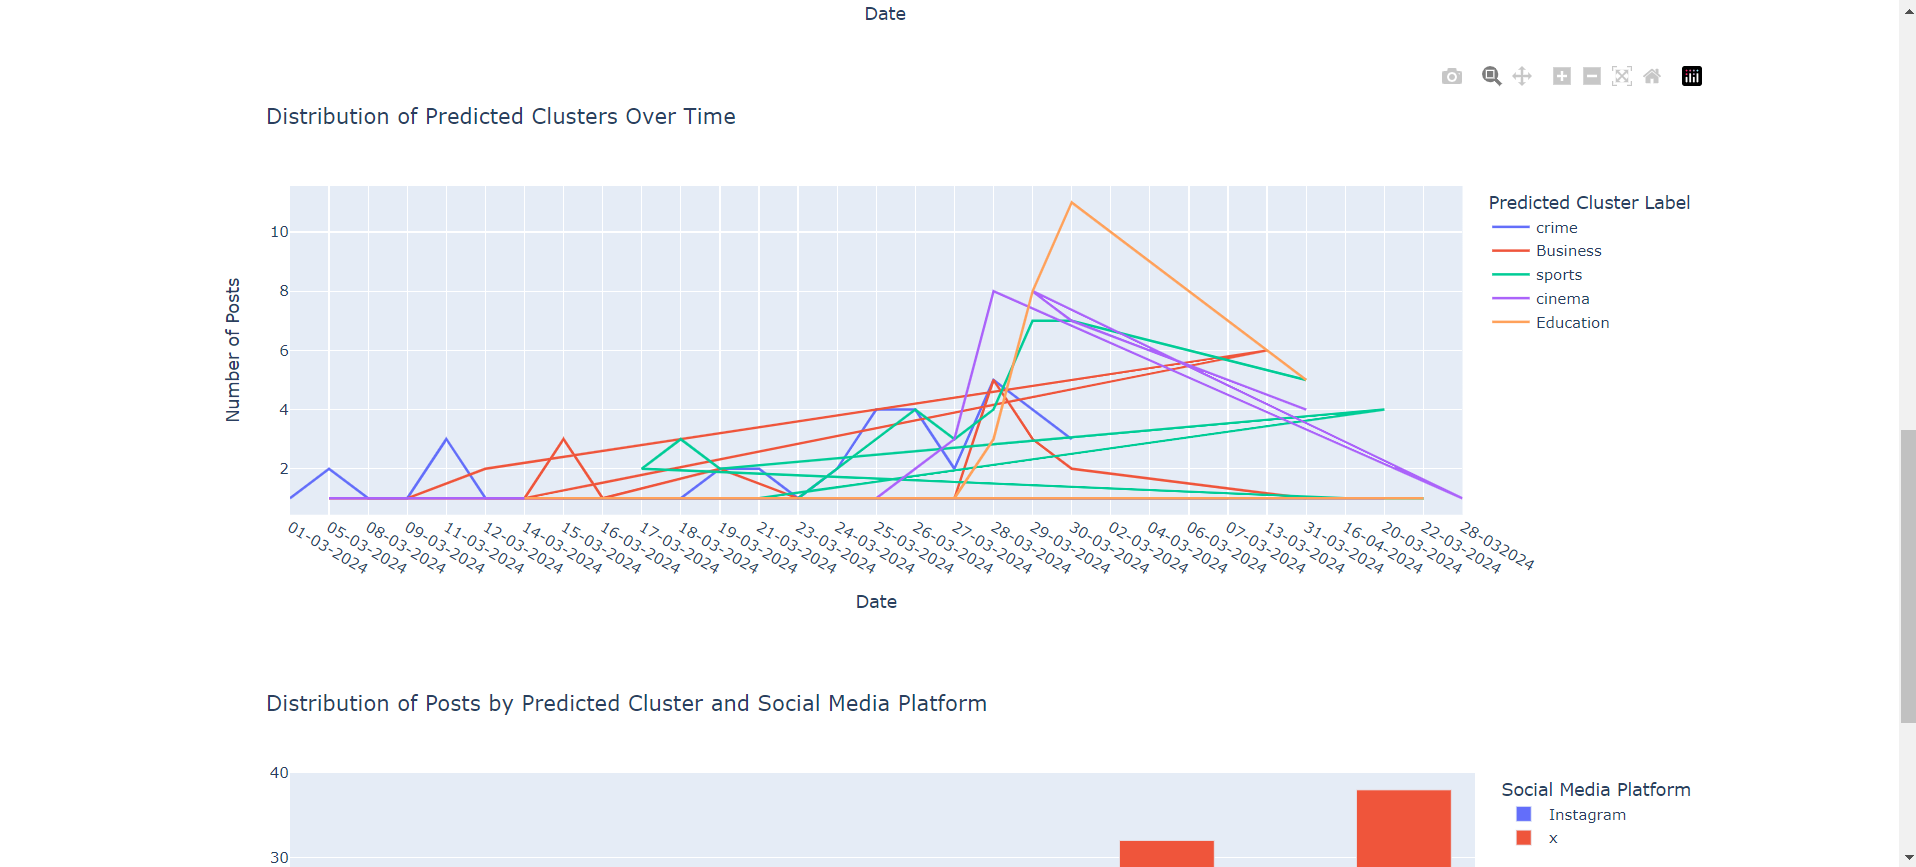 Date
Distribution of Predicted Clusters Over Time
Predicted Cluster Label
crime
Business
sports
cinema
Education
Number of Posts
10
8
6
4
2
01-03-2024
05-03-2024
08-03-2024
09-03-2024
11-03-2024
12-03-2024
14-03-2024
15-03-2024
16-03-2024
17-03-2024
18-03-2024
19-03-2024
21-03-2024
23-03-2024
24-03-2024
25-03-2024
26-03-2024
27-03-2024
28-03-2024
29-03-2024
30-03-2024
02-03-2024
04-03-2024
06-03-2024
07-03-2024
13-03-2024
31-03-2024
16-04-2024
20-03-2024
22-03-2024
28-032024
Date
Distribution of Posts by Predicted Cluster and Social Media Platform
40
30
Social Media Platform
Instagram
x